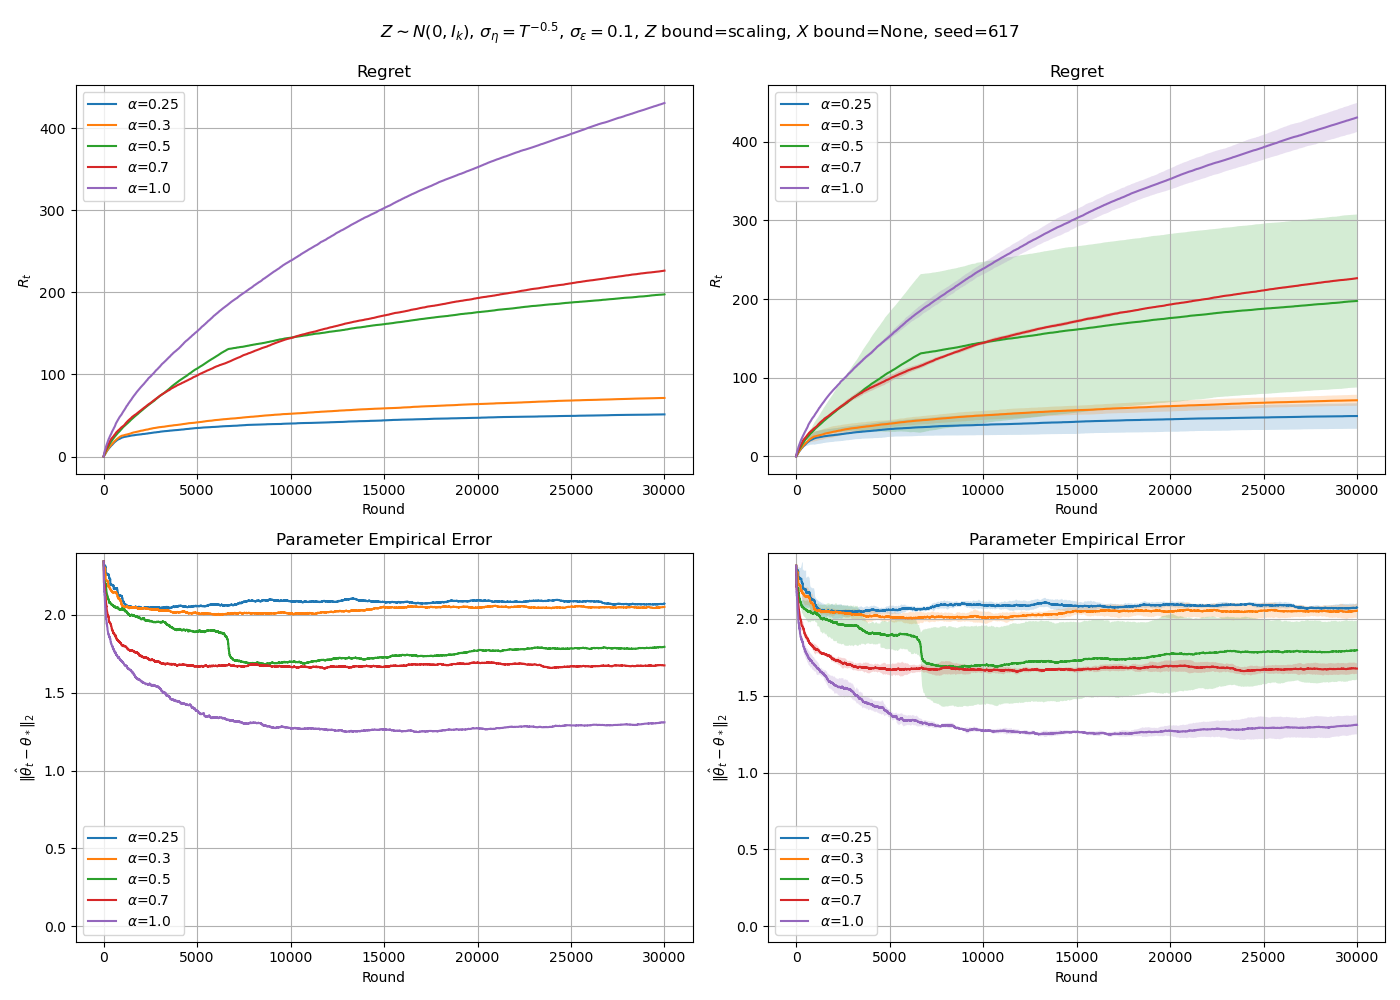 Z ∼ N(0, I_k), σ_η = T^{−0.5}, σ_ε = 0.1, Z bound=scaling, X bound=None, seed=617
Regret
R_t
400
300
200
100
0
α=0.25
α=0.3
α=0.5
α=0.7
α=1.0
0 5000 10000 15000 20000 25000 30000
Round
Regret
R_t
400
300
200
100
0
α=0.25
α=0.3
α=0.5
α=0.7
α=1.0
0 5000 10000 15000 20000 25000 30000
Round
Parameter Empirical Error
‖θ̂_t − θ_*‖_2
2.0
1.5
1.0
0.5
0.0
α=0.25
α=0.3
α=0.5
α=0.7
α=1.0
0 5000 10000 15000 20000 25000 30000
Round
Parameter Empirical Error
‖θ̂_t − θ_*‖_2
2.0
1.5
1.0
0.5
0.0
α=0.25
α=0.3
α=0.5
α=0.7
α=1.0
0 5000 10000 15000 20000 25000 30000
Round